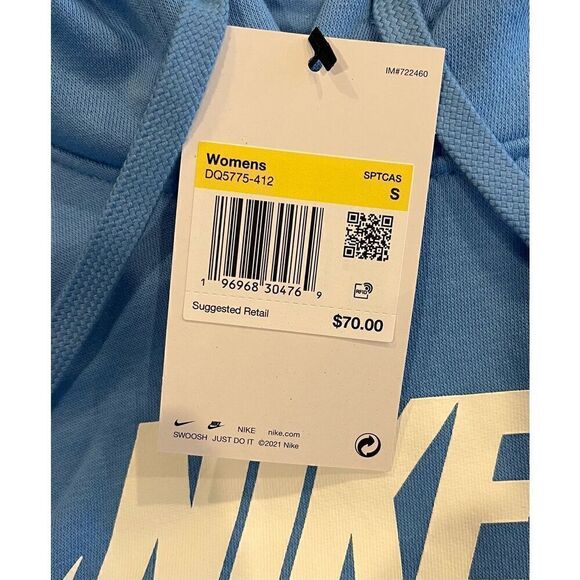 IM#722460
Womens
DQ5775-412
SPTCAS
S
1 96968 30476 9
RFID
Suggested Retail
$70.00
NIKE nike.com
SWOOSH JUST DO IT ©2021 Nike
NIKE